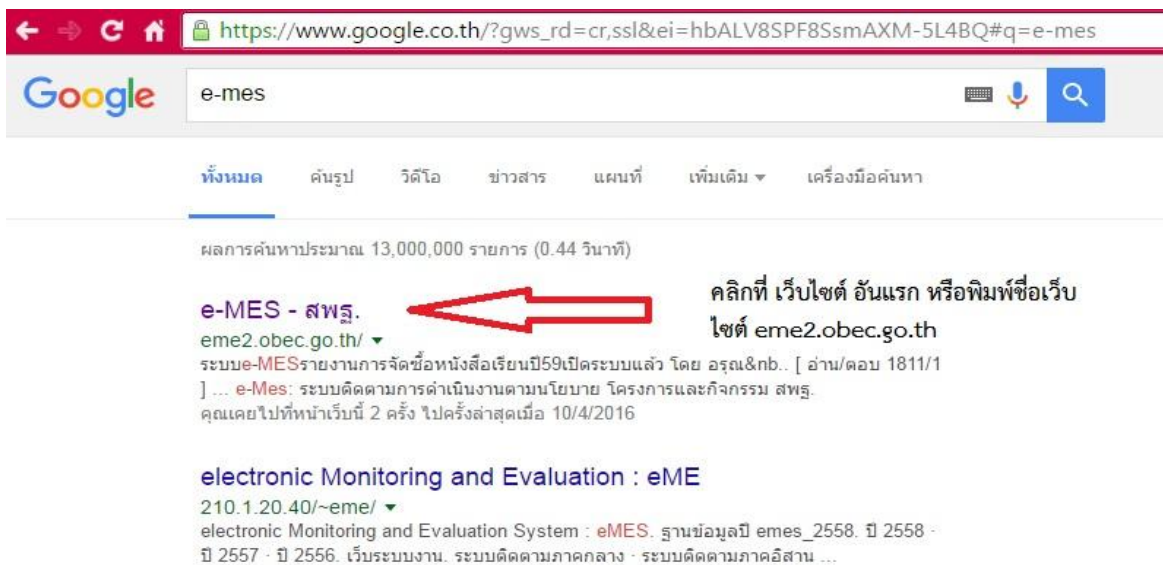 https://www.google.co.th/?gws_rd=cr,ssl&ei=hbALV8SPF8SsmAXM-5L4BQ#q=e-mes
Google
e-mes
ทั้งหมด ค้นรูป วิดีโอ ข่าวสาร แผนที่ เพิ่มเติม เครื่องมือค้นหา
ผลการค้นหาประมาณ 13,000,000 รายการ (0.44 วินาที)
e-MES - สพฐ.
eme2.obec.go.th/
ระบบe-MESรายงานการจัดซื้อหนังสือเรียนปี59เปิดระบบแล้ว โดย อรุณ&nb.. [ อ่าน/ตอบ 1811/1
] ... e-Mes: ระบบติดตามการดำเนินงานตามนโยบาย โครงการและกิจกรรม สพฐ.
คุณเคยไปที่หน้าเว็บนี้ 2 ครั้ง ไปครั้งล่าสุดเมื่อ 10/4/2016
คลิกที่ เว็บไซต์ อันแรก หรือพิมพ์ชื่อเว็บ
ไซต์ eme2.obec.go.th
electronic Monitoring and Evaluation : eME
210.1.20.40/~eme/
electronic Monitoring and Evaluation System : eMES. ฐานข้อมูลปี emes_2558. ปี 2558 ·
ปี 2557 · ปี 2556. เว็บระบบงาน. ระบบติดตามภาคกลาง · ระบบติดตามภาคอีสาน ...